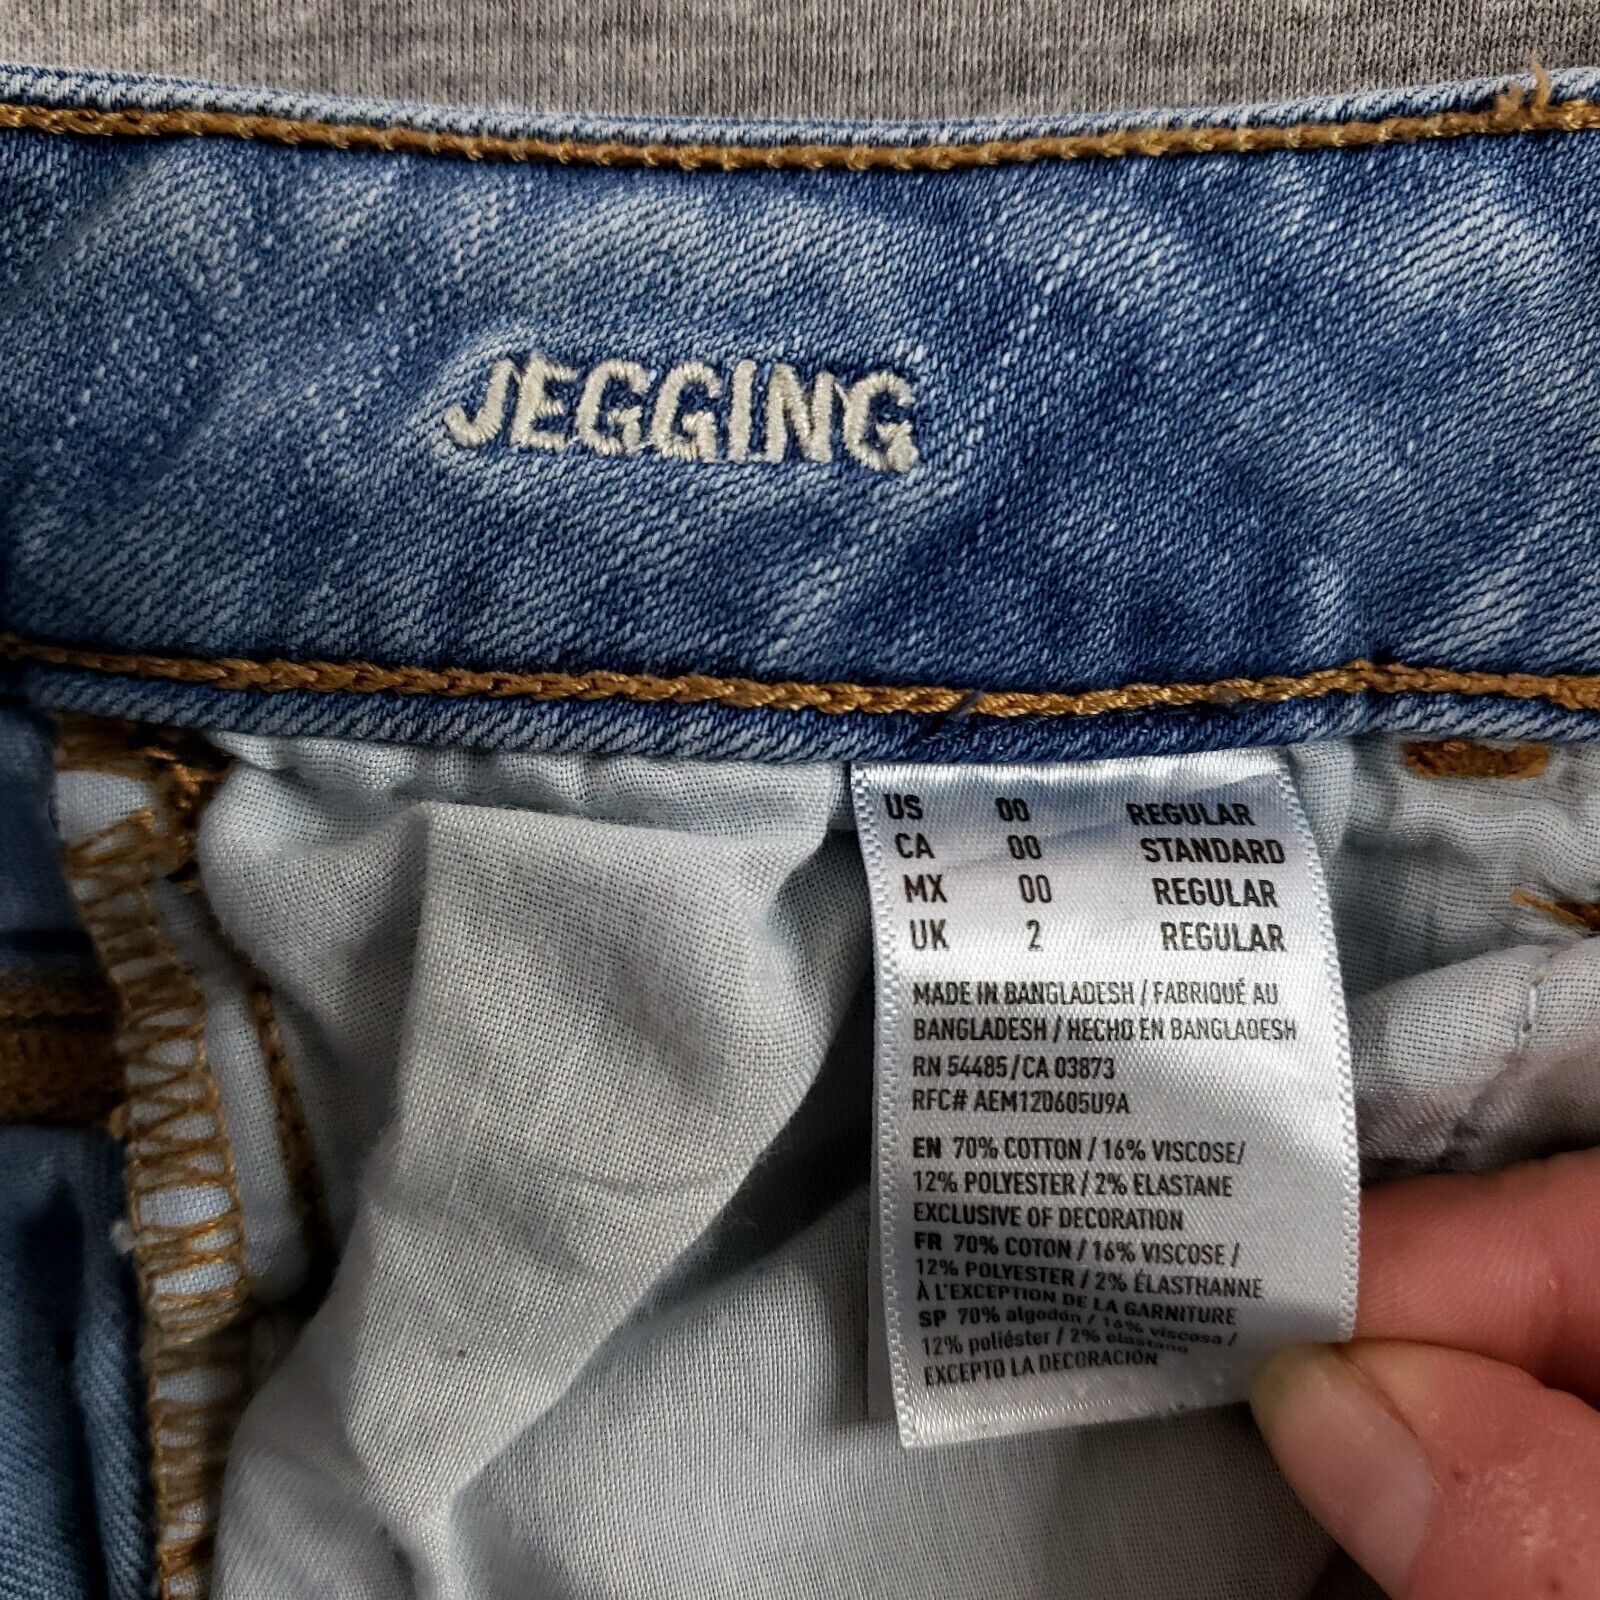 JEGGING
US 00 REGULAR
CA 00 STANDARD
MX 00 REGULAR
UK 2 REGULAR
MADE IN BANGLADESH / FABRIQUÉ AU
BANGLADESH / HECHO EN BANGLADESH
RN 54485/CA 03873
RFC# AEM120605U9A
EN 70% COTTON / 16% VISCOSE/
12% POLYESTER / 2% ELASTANE
EXCLUSIVE OF DECORATION
FR 70% COTON / 16% VISCOSE /
12% POLYESTER / 2% ÉLASTHANNE
À L'EXCEPTION DE LA GARNITURE
SP 70% algodón / 16% viscosa /
12% poliéster / 2% elastano
EXCEPTO LA DECORACIÓN